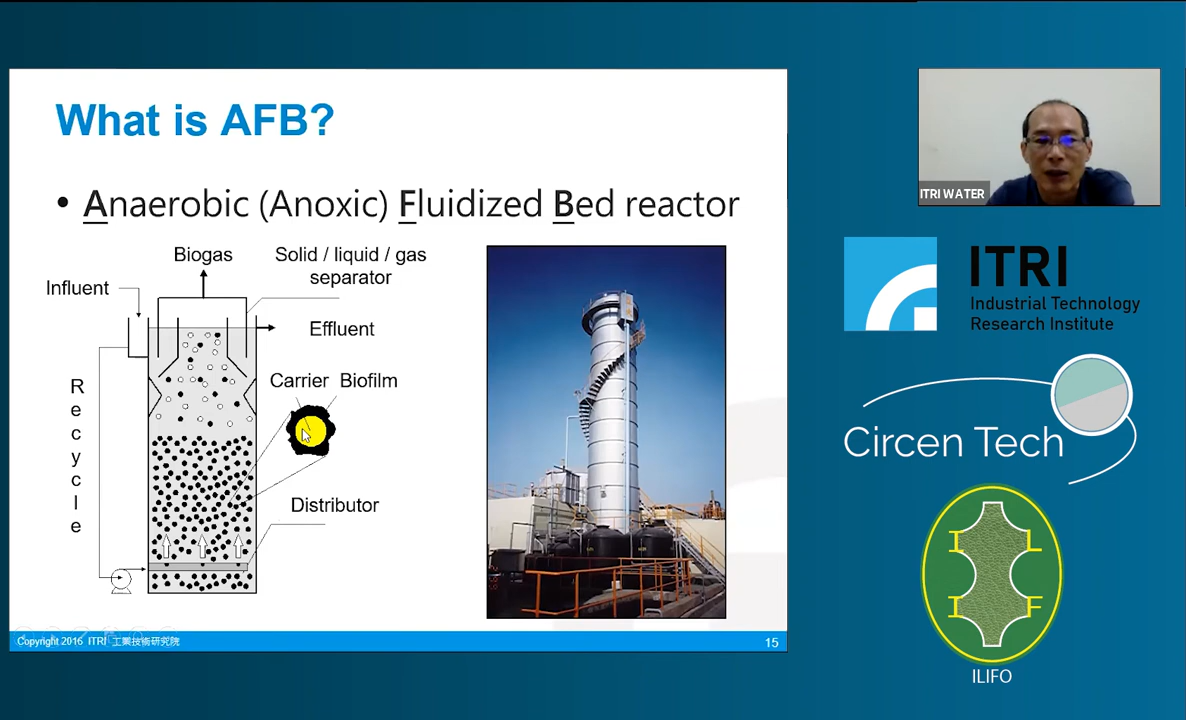 What is AFB?
• Anaerobic (Anoxic) Fluidized Bed reactor
Biogas
Solid / liquid / gas
separator
Influent
Effluent
Carrier Biofilm
Recycle
Distributor
Copyright 2016 ITRI 工業技術研究院
15
ITRI WATER
ITRI
Industrial Technology
Research Institute
Circen Tech
ILIFO